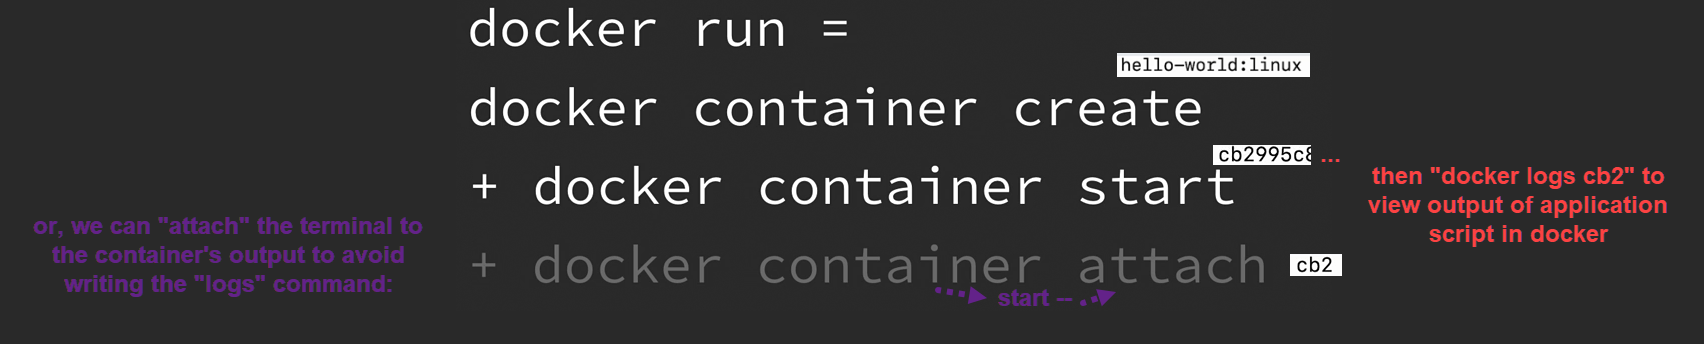 docker run =
hello-world:linux
docker container create
cb2995c8 ...
+ docker container start
then "docker logs cb2" to
view output of application
script in docker
or, we can "attach" the terminal to
the container's output to avoid
writing the "logs" command:
+ docker container attach cb2
start –